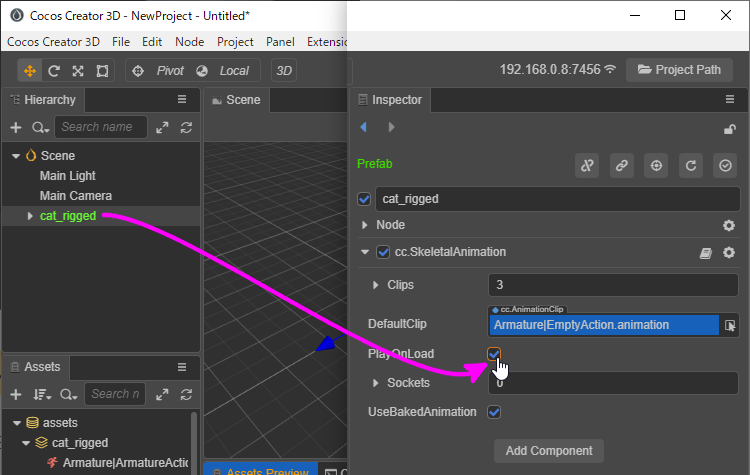 Cocos Creator 3D - NewProject - Untitled*
Cocos Creator 3D File Edit Node Project Panel Extension
Pivot Local 3D
192.168.0.8:7456 Project Path
Hierarchy
Search name
Scene
Main Light
Main Camera
cat_rigged
Scene
Assets
Search n
assets
cat_rigged
Armature|ArmatureActio
Assets Preview
Inspector
Prefab
cat_rigged
Node
cc.SkeletalAnimation
Clips 3
cc.AnimationClip
DefaultClip Armature|EmptyAction.animation
PlayOnLoad
Sockets 0
UseBakedAnimation
Add Component